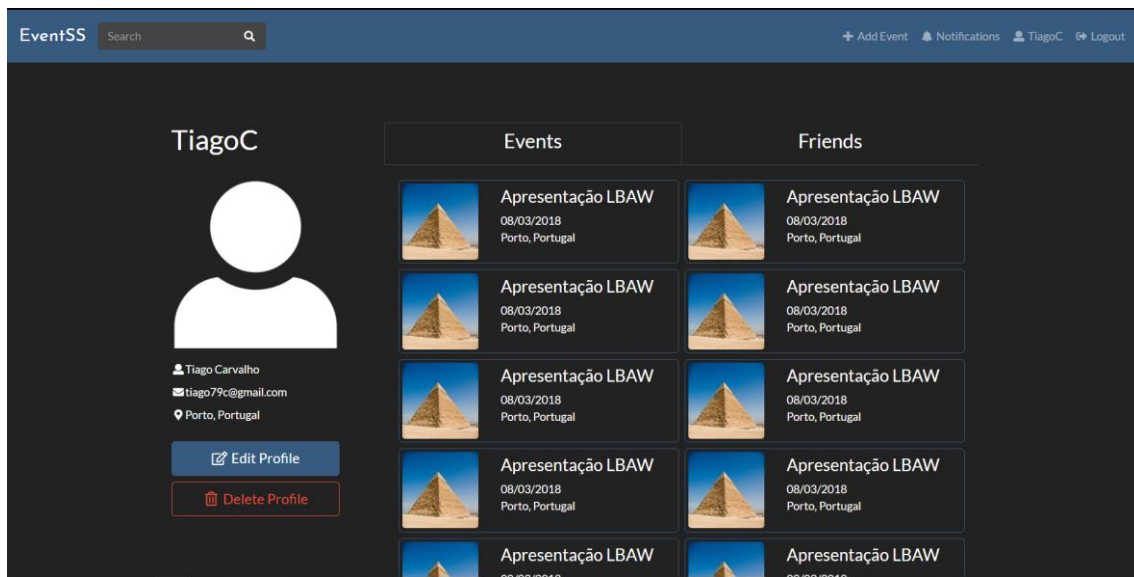 EventSS
Search
Add Event
Notifications
TiagoC
Logout
TiagoC
Tiago Carvalho
tiago79c@gmail.com
Porto, Portugal
Edit Profile
Delete Profile
Events
Friends
Apresentação LBAW
08/03/2018
Porto, Portugal
Apresentação LBAW
08/03/2018
Porto, Portugal
Apresentação LBAW
08/03/2018
Porto, Portugal
Apresentação LBAW
08/03/2018
Porto, Portugal
Apresentação LBAW
08/03/2018
Porto, Portugal
Apresentação LBAW
08/03/2018
Porto, Portugal
Apresentação LBAW
08/03/2018
Porto, Portugal
Apresentação LBAW
08/03/2018
Porto, Portugal
Apresentação LBAW
Apresentação LBAW